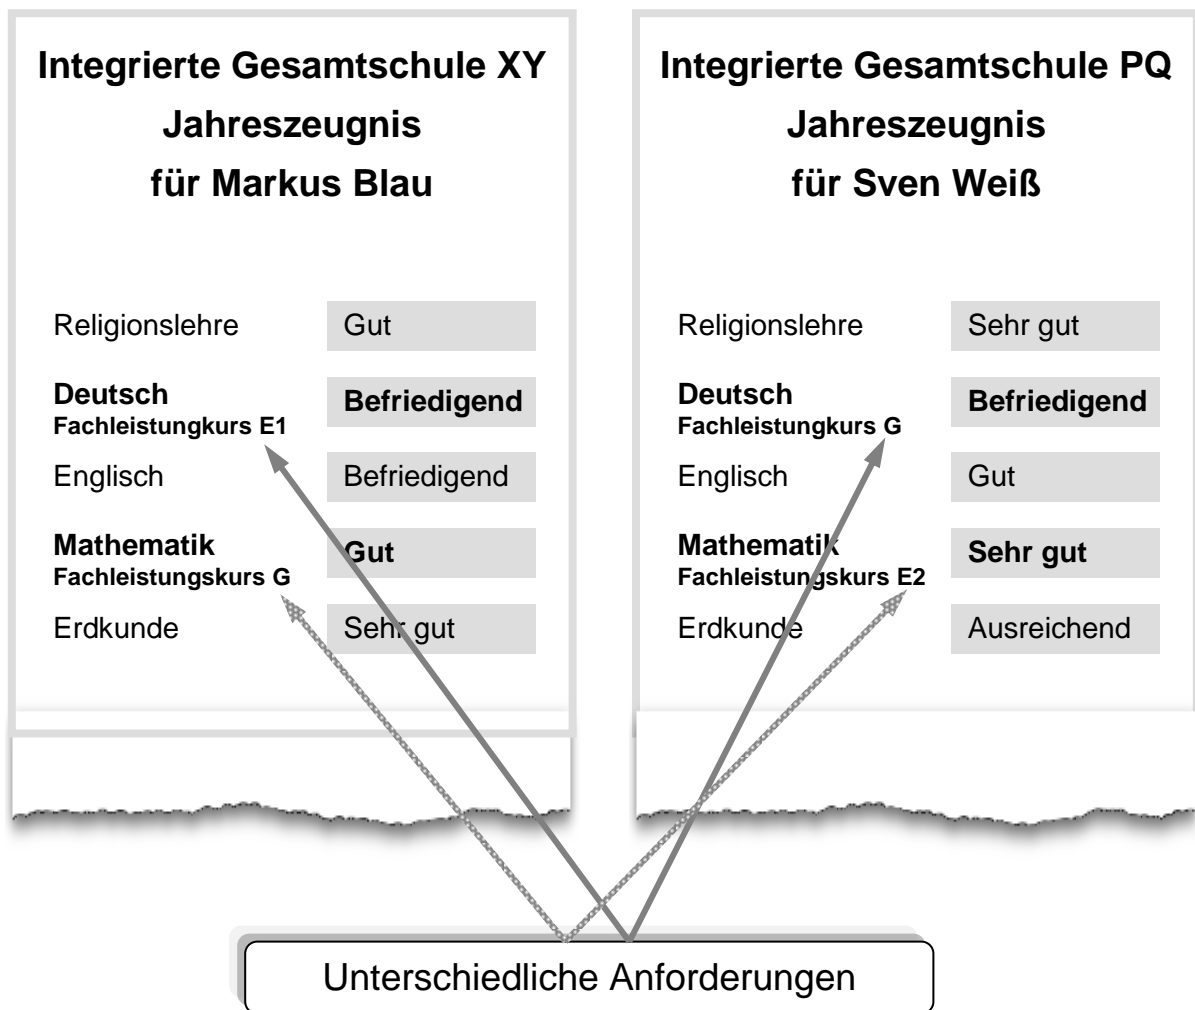 Integrierte Gesamtschule XY
Jahreszeugnis
für Markus Blau
Religionslehre Gut
Deutsch Befriedigend
Fachleistungkurs E1
Englisch Befriedigend
Mathematik Gut
Fachleistungskurs G
Erdkunde Sehr gut
Integrierte Gesamtschule PQ
Jahreszeugnis
für Sven Weiß
Religionslehre Sehr gut
Deutsch Befriedigend
Fachleistungkurs G
Englisch Gut
Mathematik Sehr gut
Fachleistungskurs E2
Erdkunde Ausreichend
Unterschiedliche Anforderungen